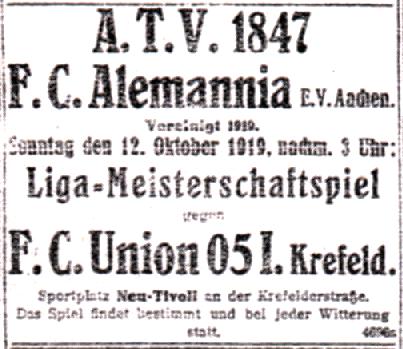 A.T.V. 1847
F.C. Alemannia E.V. Aachen.
Vereinigt 1919.
Sonntag den 12. Oktober 1919, nachm. 3 Uhr:
Liga-Meisterschaftspiel
gegen
F.C. Union 05 I. Krefeld.
Sportplatz Neu-Tivoli an der Krefelderstraße.
Das Spiel findet bestimmt und bei jeder Witterung
statt. 4696a